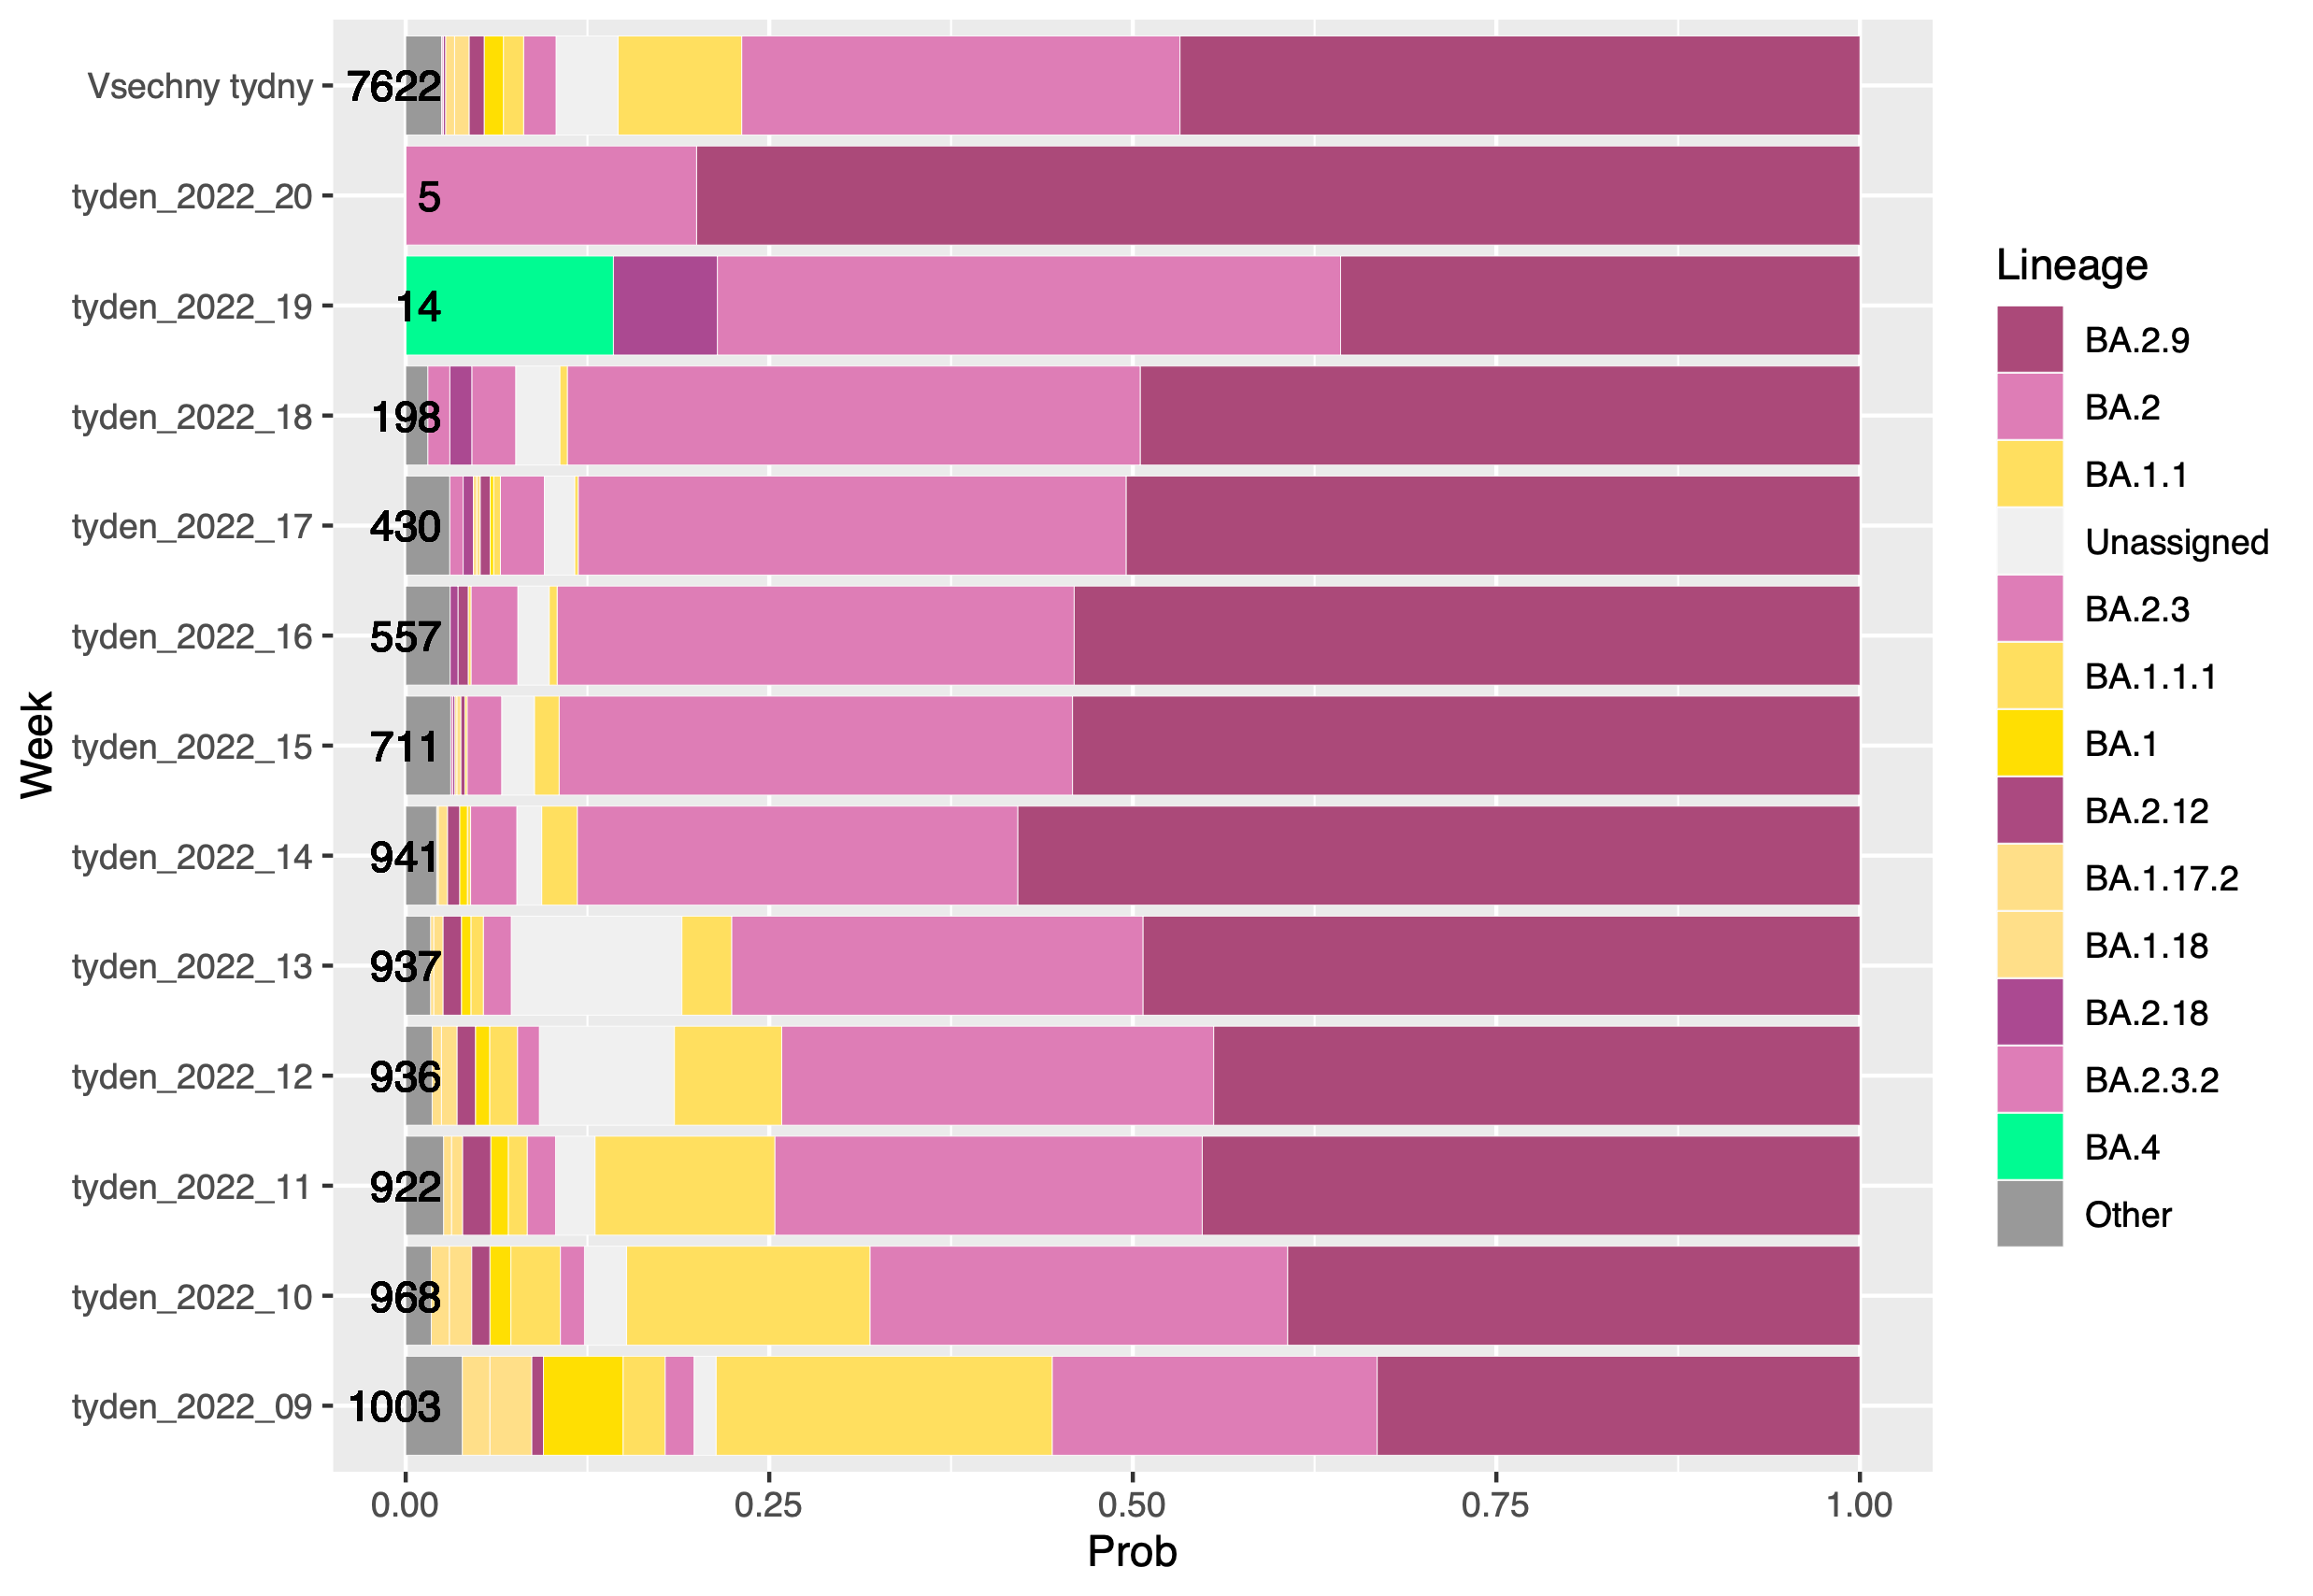 Week
Vsechny tydny 7622
tyden_2022_20 5
tyden_2022_19 14
tyden_2022_18 198
tyden_2022_17 430
tyden_2022_16 557
tyden_2022_15 711
tyden_2022_14 941
tyden_2022_13 937
tyden_2022_12 936
tyden_2022_11 922
tyden_2022_10 968
tyden_2022_09 1003
0.00 0.25 0.50 0.75 1.00
Prob
Lineage
BA.2.9
BA.2
BA.1.1
Unassigned
BA.2.3
BA.1.1.1
BA.1
BA.2.12
BA.1.17.2
BA.1.18
BA.2.18
BA.2.3.2
BA.4
Other